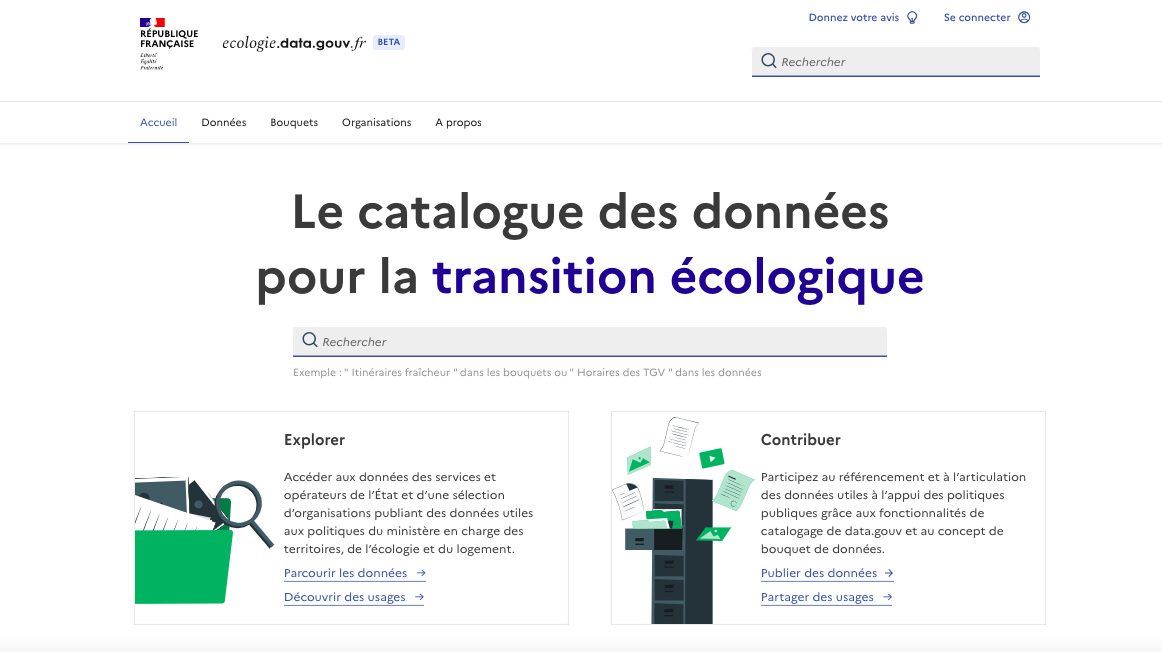 RÉPUBLIQUE
FRANÇAISE
Liberté
Égalité
Fraternité
ecologie.data.gouv.fr BETA
Donnez votre avis
Se connecter
Rechercher
Accueil Données Bouquets Organisations A propos
Le catalogue des données
pour la transition écologique
Rechercher
Exemple : " Itinéraires fraîcheur " dans les bouquets ou " Horaires des TGV " dans les données
Explorer
Accéder aux données des services et
opérateurs de l’État et d’une sélection
d’organisations publiant des données utiles
aux politiques du ministère en charge des
territoires, de l’écologie et du logement.
Parcourir les données →
Découvrir des usages →
Contribuer
Participez au référencement et à l’articulation
des données utiles à l’appui des politiques
publiques grâce aux fonctionnalités de
catalogage de data.gouv et au concept de
bouquet de données.
Publier des données →
Partager des usages →